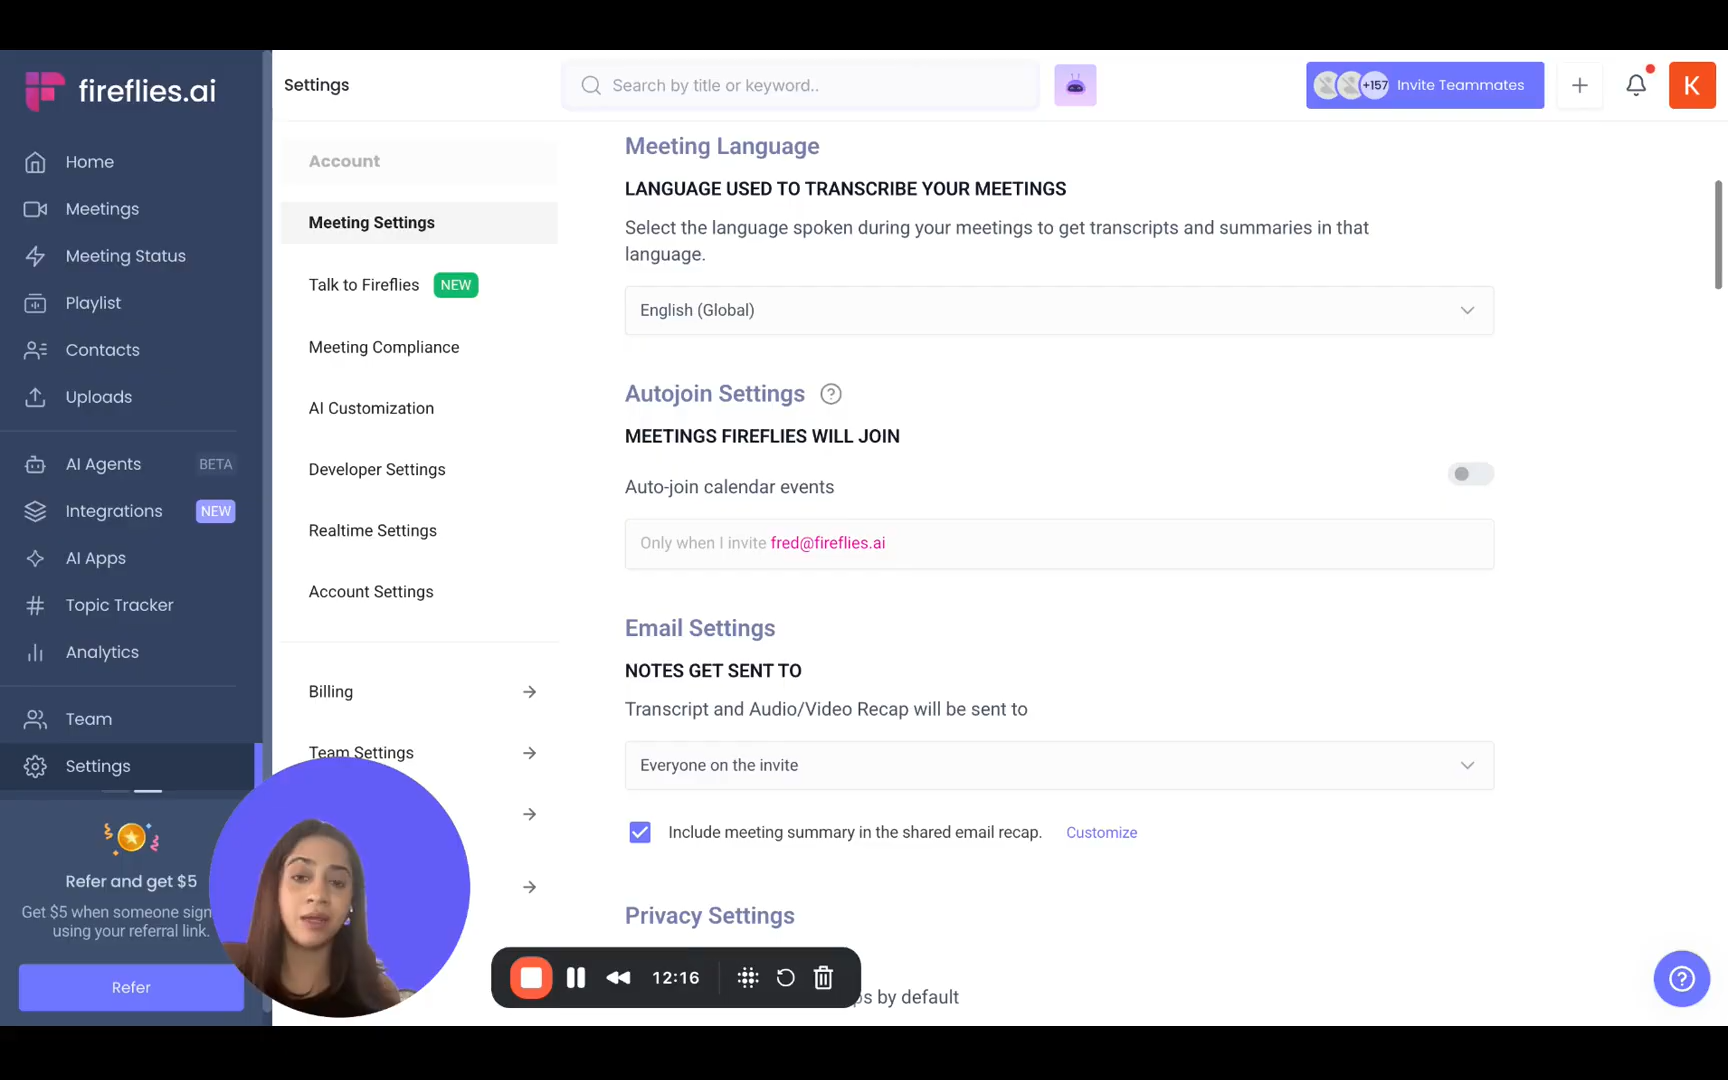 fireflies.ai
Home
Meetings
Meeting Status
Playlist
Contacts
Uploads
AI Agents BETA
Integrations NEW
AI Apps
Topic Tracker
Analytics
Team
Settings
Refer and get $5
Get $5 when someone sign
using your referral link.
Refer
Settings
Search by title or keyword..
+157 Invite Teammates
K
Account
Meeting Settings
Talk to Fireflies NEW
Meeting Compliance
AI Customization
Developer Settings
Realtime Settings
Account Settings
Billing
Team Settings
Meeting Language
LANGUAGE USED TO TRANSCRIBE YOUR MEETINGS
Select the language spoken during your meetings to get transcripts and summaries in that
language.
English (Global)
Autojoin Settings
MEETINGS FIREFLIES WILL JOIN
Auto-join calendar events
Only when I invite fred@fireflies.ai
Email Settings
NOTES GET SENT TO
Transcript and Audio/Video Recap will be sent to
Everyone on the invite
Include meeting summary in the shared email recap. Customize
Privacy Settings
ps by default
12:16